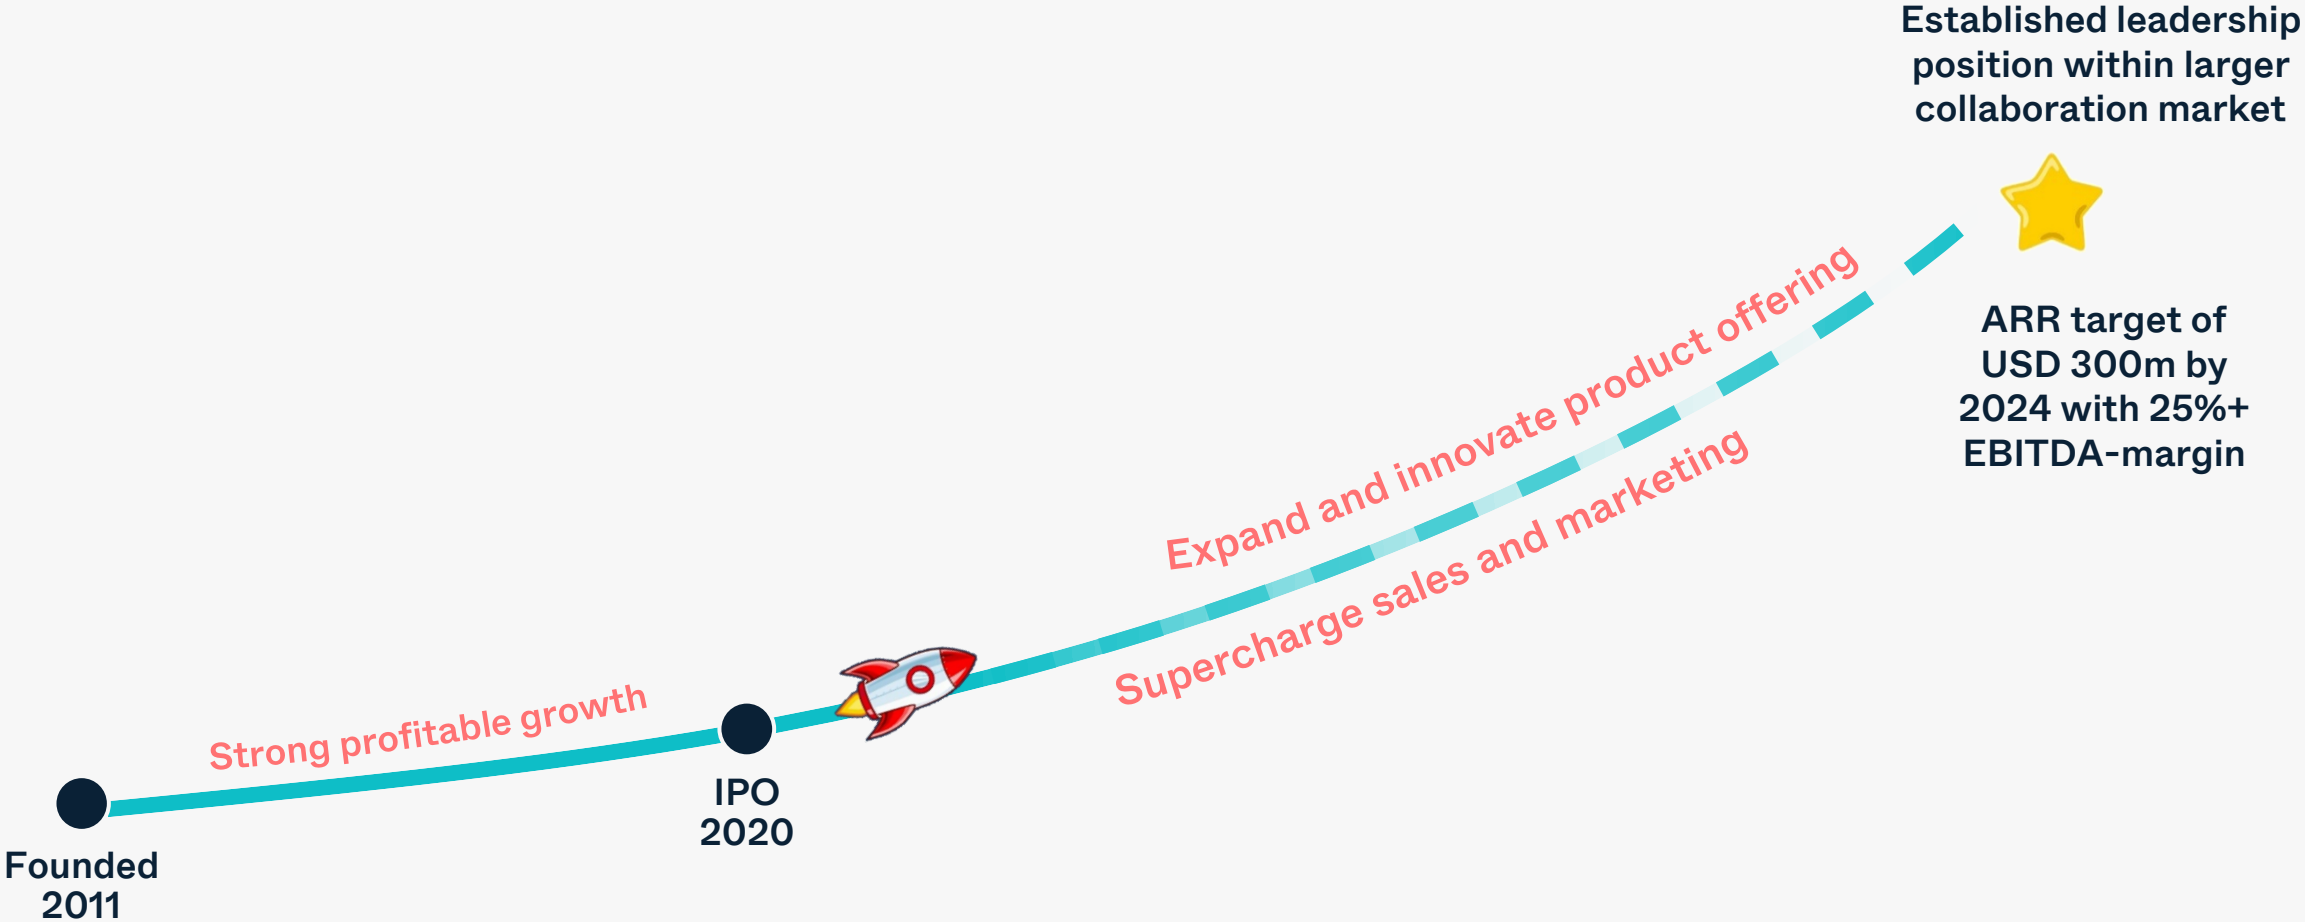 Established leadership
position within larger
collaboration market
ARR target of
USD 300m by
2024 with 25%+
EBITDA-margin
Expand and innovate product offering
Supercharge sales and marketing
Strong profitable growth
IPO
2020
Founded
2011